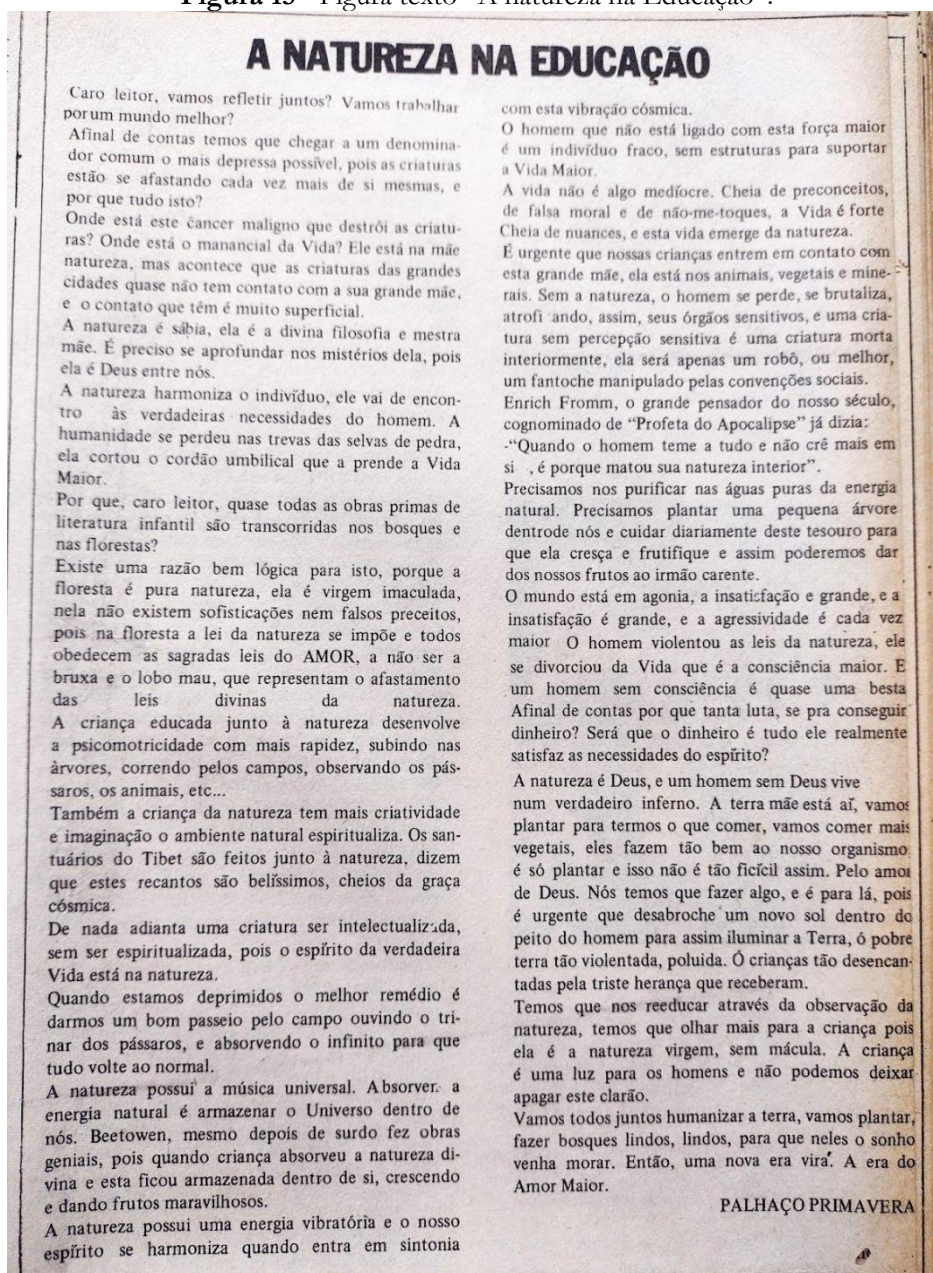 Figura 15 - Figura texto "A natureza na Educação".
A NATUREZA NA EDUCAÇÃO
Caro leitor, vamos refletir juntos? Vamos trabalhar
por um mundo melhor?
Afinal de contas temos que chegar a um denomina-
dor comum o mais depressa possível, pois as criaturas
estão se afastando cada vez mais de si mesmas, e
por que tudo isto?
Onde está este cancer maligno que destrói as criatu-
ras? Onde está o manancial da Vida? Ele está na mãe
natureza, mas acontece que as criaturas das grandes
cidades quase não tem contato com a sua grande mãe,
e o contato que têm é muito superficial.
A natureza é sábia, ela é a divina filosofia e mestra
mãe. É preciso se aprofundar nos mistérios dela, pois
ela é Deus entre nós.
A natureza harmoniza o indivíduo, ele vai de encon-
tro às verdadeiras necessidades do homem. A
humanidade se perdeu nas trevas das selvas de pedra,
ela cortou o cordão umbilical que a prende a Vida
Maior.
Por que, caro leitor, quase todas as obras primas de
literatura infantil são transcorridas nos bosques e
nas florestas?
Existe uma razão bem lógica para isto, porque a
floresta é pura natureza, ela é virgem imaculada,
nela não existem sofisticações nem falsos preceitos,
pois na floresta a lei da natureza se impõe e todos
obedecem as sagradas leis do AMOR, a não ser a
bruxa e o lobo mau, que representam o afastamento
das leis divinas da natureza.
A criança educada junto à natureza desenvolve
a psicomotricidade com mais rapidez, subindo nas
àrvores, correndo pelos campos, observando os pás-
saros, os animais, etc...
Também a criança da natureza tem mais criatividade
e imaginação o ambiente natural espiritualiza. Os san-
tuários do Tibet são feitos junto à natureza, dizem
que estes recantos são belíssimos, cheios da graça
cósmica.
De nada adianta uma criatura ser intelectualizada,
sem ser espiritualizada, pois o espírito da verdadeira
Vida está na natureza.
Quando estamos deprimidos o melhor remédio é
darmos um bom passeio pelo campo ouvindo o tri-
nar dos pássaros, e absorvendo o infinito para que
tudo volte ao normal.
A natureza possui a música universal. Absorver a
energia natural é armazenar o Universo dentro de
nós. Beetowen, mesmo depois de surdo fez obras
geniais, pois quando criança absorveu a natureza di-
vina e esta ficou armazenada dentro de si, crescendo
e dando frutos maravilhosos.
A natureza possui uma energia vibratória e o nosso
espírito se harmoniza quando entra em sintonia
com esta vibração cósmica.
O homem que não está ligado com esta força maior
é um indivíduo fraco, sem estruturas para suportar
a Vida Maior.
A vida não é algo medíocre. Cheia de preconceitos,
de falsa moral e de não-me-toques, a Vida é forte
Cheia de nuances, e esta vida emerge da natureza.
É urgente que nossas crianças entrem em contato com
esta grande mãe, ela está nos animais, vegetais e mine-
rais. Sem a natureza, o homem se perde, se brutaliza,
atrofi ando, assim, seus órgãos sensitivos, e uma cria-
tura sem percepção sensitiva é uma criatura morta
interiormente, ela será apenas um robô, ou melhor,
um fantoche manipulado pelas convenções sociais.
Enrich Fromm, o grande pensador do nosso século,
cognominado de "Profeta do Apocalipse" já dizia:
-"Quando o homem teme a tudo e não crê mais em
si , é porque matou sua natureza interior".
Precisamos nos purificar nas águas puras da energia
natural. Precisamos plantar uma pequena árvore
dentrode nós e cuidar diariamente deste tesouro para
que ela cresça e frutifique e assim poderemos dar
dos nossos frutos ao irmão carente.
O mundo está em agonia, a insatisfação e grande, e a
insatisfação é grande, e a agressividade é cada vez
maior O homem violentou as leis da natureza, ele
se divorciou da Vida que é a consciência maior. E
um homem sem consciência é quase uma besta
Afinal de contas por que tanta luta, se pra conseguir
dinheiro? Será que o dinheiro é tudo ele realmente
satisfaz as necessidades do espírito?
A natureza é Deus, e um homem sem Deus vive
num verdadeiro inferno. A terra mãe está aí, vamos
plantar para termos o que comer, vamos comer mais
vegetais, eles fazem tão bem ao nosso organismo
é só plantar e isso não é tão ficícil assim. Pelo amor
de Deus. Nós temos que fazer algo, e é para lá, pois
é urgente que desabroche um novo sol dentro do
peito do homem para assim iluminar a Terra, ó pobre
terra tão violentada, poluida. Ó crianças tão desencan-
tadas pela triste herança que receberam.
Temos que nos reeducar através da observação da
natureza, temos que olhar mais para a criança pois
ela é a natureza virgem, sem mácula. A criança
é uma luz para os homens e não podemos deixar
apagar este clarão.
Vamos todos juntos humanizar a terra, vamos plantar,
fazer bosques lindos, lindos, para que neles o sonho
venha morar. Então, uma nova era virá. A era do
Amor Maior.
PALHAÇO PRIMAVERA